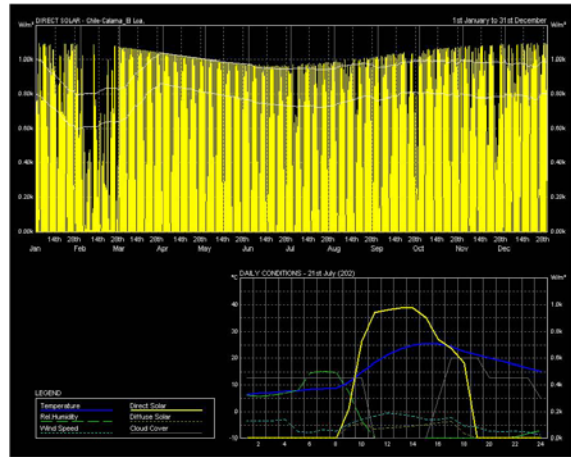 W/m²
DIRECT SOLAR - Chile-Calama_El Loa.
1st January to 31st December
W/m²
1.00k
1.00k
0.80k
0.80k
0.60k
0.60k
0.40k
0.40k
0.20k
0.20k
0.00k
0.00k
14th 28th 14th 28th 14th 28th 14th 28th 14th 28th 14th 28th 14th 28th 14th 28th 14th 28th 14th 28th 14th 28th 14th 28th
Jan Feb Mar Apr May Jun Jul Aug Sep Oct Nov Dec
°C
DAILY CONDITIONS - 21st July (202)
W/m²
40
1.0k
30
0.8k
20
0.6k
10
0.4k
0
0.2k
-10
0.0k
2 4 6 8 10 12 14 16 18 20 22 24
LEGEND
Temperature
Direct Solar
Rel.Humidity
Diffuse Solar
Wind Speed
Cloud Cover